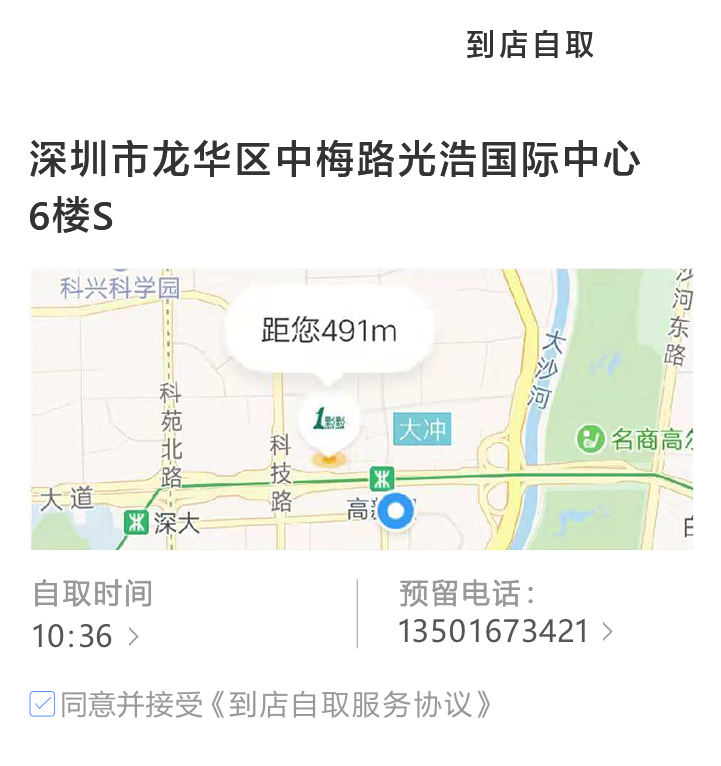 到店自取
深圳市龙华区中梅路光浩国际中心
6楼S
科兴科学园
距您491m
大沙河
沙河东路
科苑北路
科技路
大冲
名商高尔
大道
深大
高新
自取时间
预留电话：
10:36 >
13501673421 >
同意并接受《到店自取服务协议》